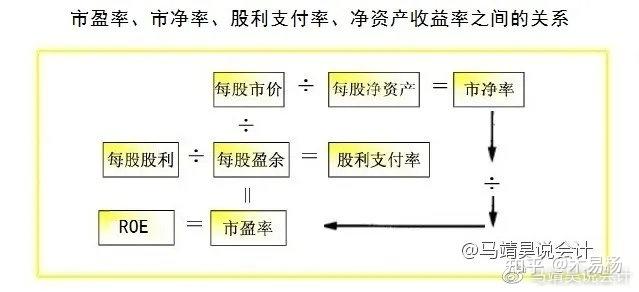 市盈率、市净率、股利支付率、净资产收益率之间的关系
每股市价 ÷ 每股净资产 = 市净率
÷
每股股利 ÷ 每股盈余 = 股利支付率
÷
=
ROE = 市盈率
@马靖昊说会计
知乎 @木易杨